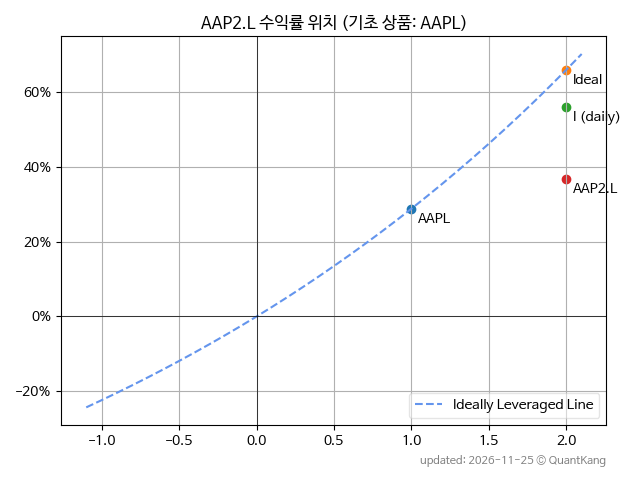 AAP2.L 수익률 위치 (기초 상품: AAPL)
60%
40%
20%
0%
−20%
Ideal
I (daily)
AAP2.L
AAPL
Ideally Leveraged Line
−1.0 −0.5 0.0 0.5 1.0 1.5 2.0
updated: 2026-11-25 © QuantKang